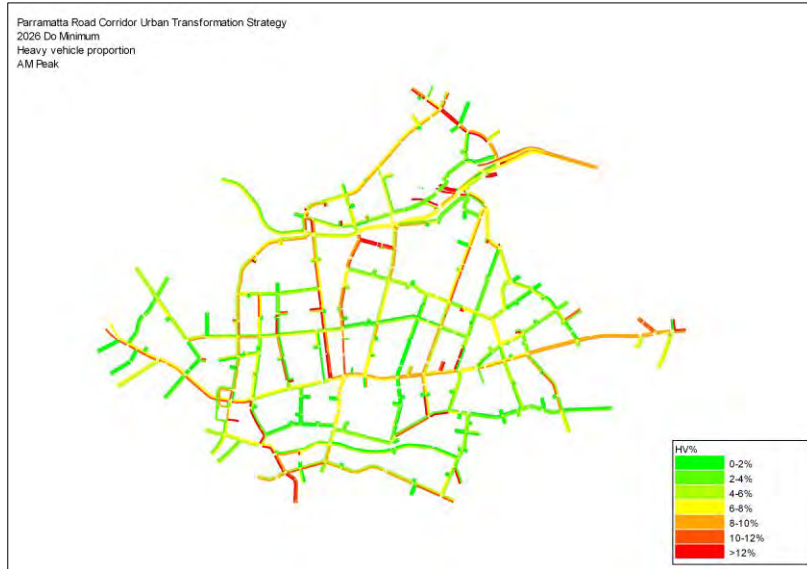 Parramatta Road Corridor Urban Transformation Strategy
2026 Do Minimum
Heavy vehicle proportion
AM Peak
HV%
0-2%
2-4%
4-6%
6-8%
8-10%
10-12%
>12%